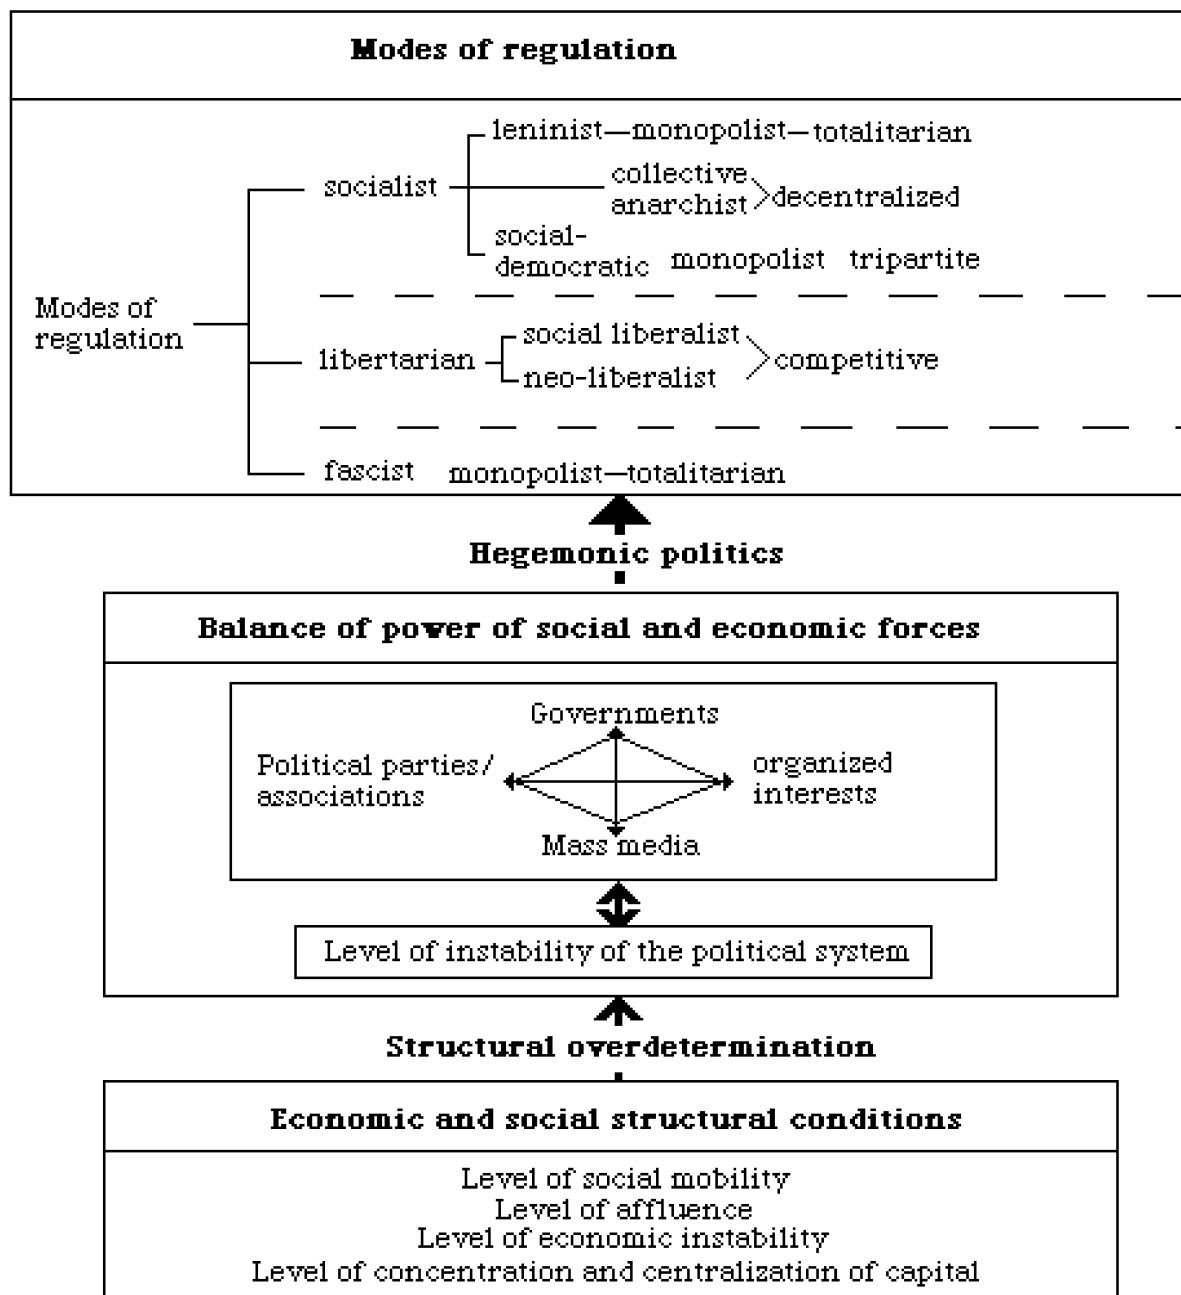 Modes of regulation
leninist—monopolist—totalitarian
socialist
collective
anarchist
decentralized
social-
democratic monopolist tripartite
Modes of
regulation
libertarian
social liberalist
neo-liberalist
competitive
fascist monopolist—totalitarian
Hegemonic politics
Balance of power of social and economic forces
Governments
Political parties/
associations
organized
interests
Mass media
Level of instability of the political system
Structural overdetermination
Economic and social structural conditions
Level of social mobility
Level of affluence
Level of economic instability
Level of concentration and centralization of capital